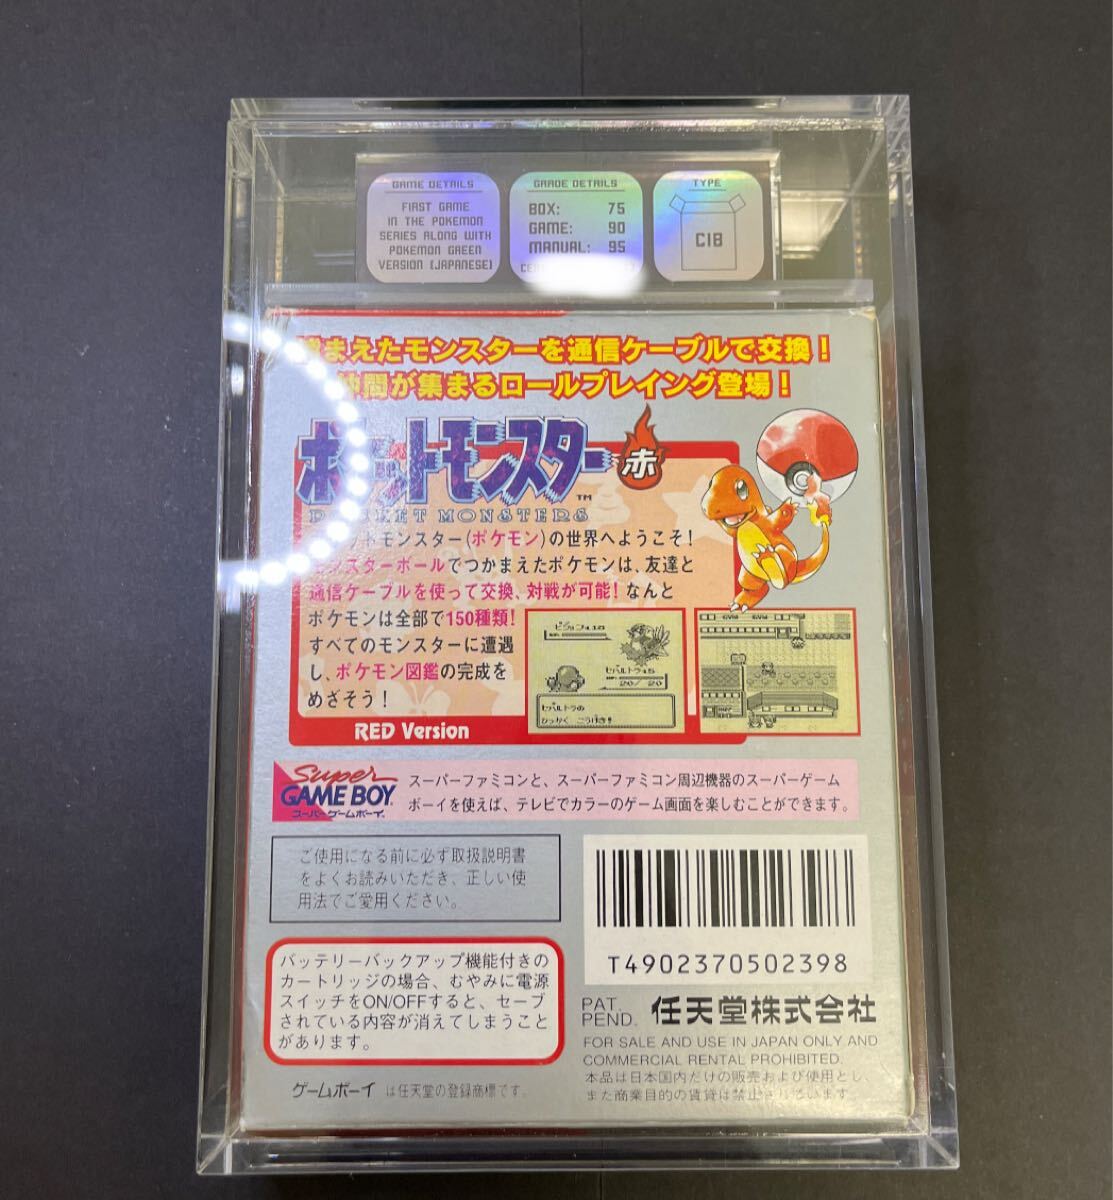 GAME DETAILS
FIRST GAME
IN THE POKEMON
SERIES ALONG WITH
POKEMON GREEN
VERSION (JAPANESE)
GRADE DETAILS
BOX: 75
GAME: 90
MANUAL: 95
TYPE
CIB
まえたモンスターを通信ケーブルで交換!
仲間が集まるロールプレイング登場!
ポケットモンスター 赤
TM
POCKET MONSTERS
トモンスター(ポケモン)の世界へようこそ!
モンスターボールでつかまえたポケモンは、友達と
通信ケーブルを使って交換、対戦が可能! なんと
ポケモンは全部で150種類!
すべてのモンスターに遭遇
し、ポケモン図鑑の完成を
めざそう!
RED Version
20/20
ひっかく こうげき!
GYM GYM
Super
GAME BOY
スーパーゲームボーイ
スーパーファミコンと、スーパーファミコン周辺機器のスーパーゲーム
ボーイを使えば、テレビでカラーのゲーム画面を楽しむことができます。
ご使用になる前に必ず取扱説明書
をよくお読みいただき、正しい使
用法でご愛用ください。
バッテリーバックアップ機能付きの
カートリッジの場合、むやみに電源
スイッチをON/OFFすると、セーブ
されている内容が消えてしまうこと
があります。
ゲームボーイ は任天堂の登録商標です。
T4902370502398
PAT. PEND. 任天堂株式会社
FOR SALE AND USE IN JAPAN ONLY AND
COMMERCIAL RENTAL PROHIBITED.
本品は日本国内だけの販売および使用とし、
また商業目的の賃貸は禁止されています。